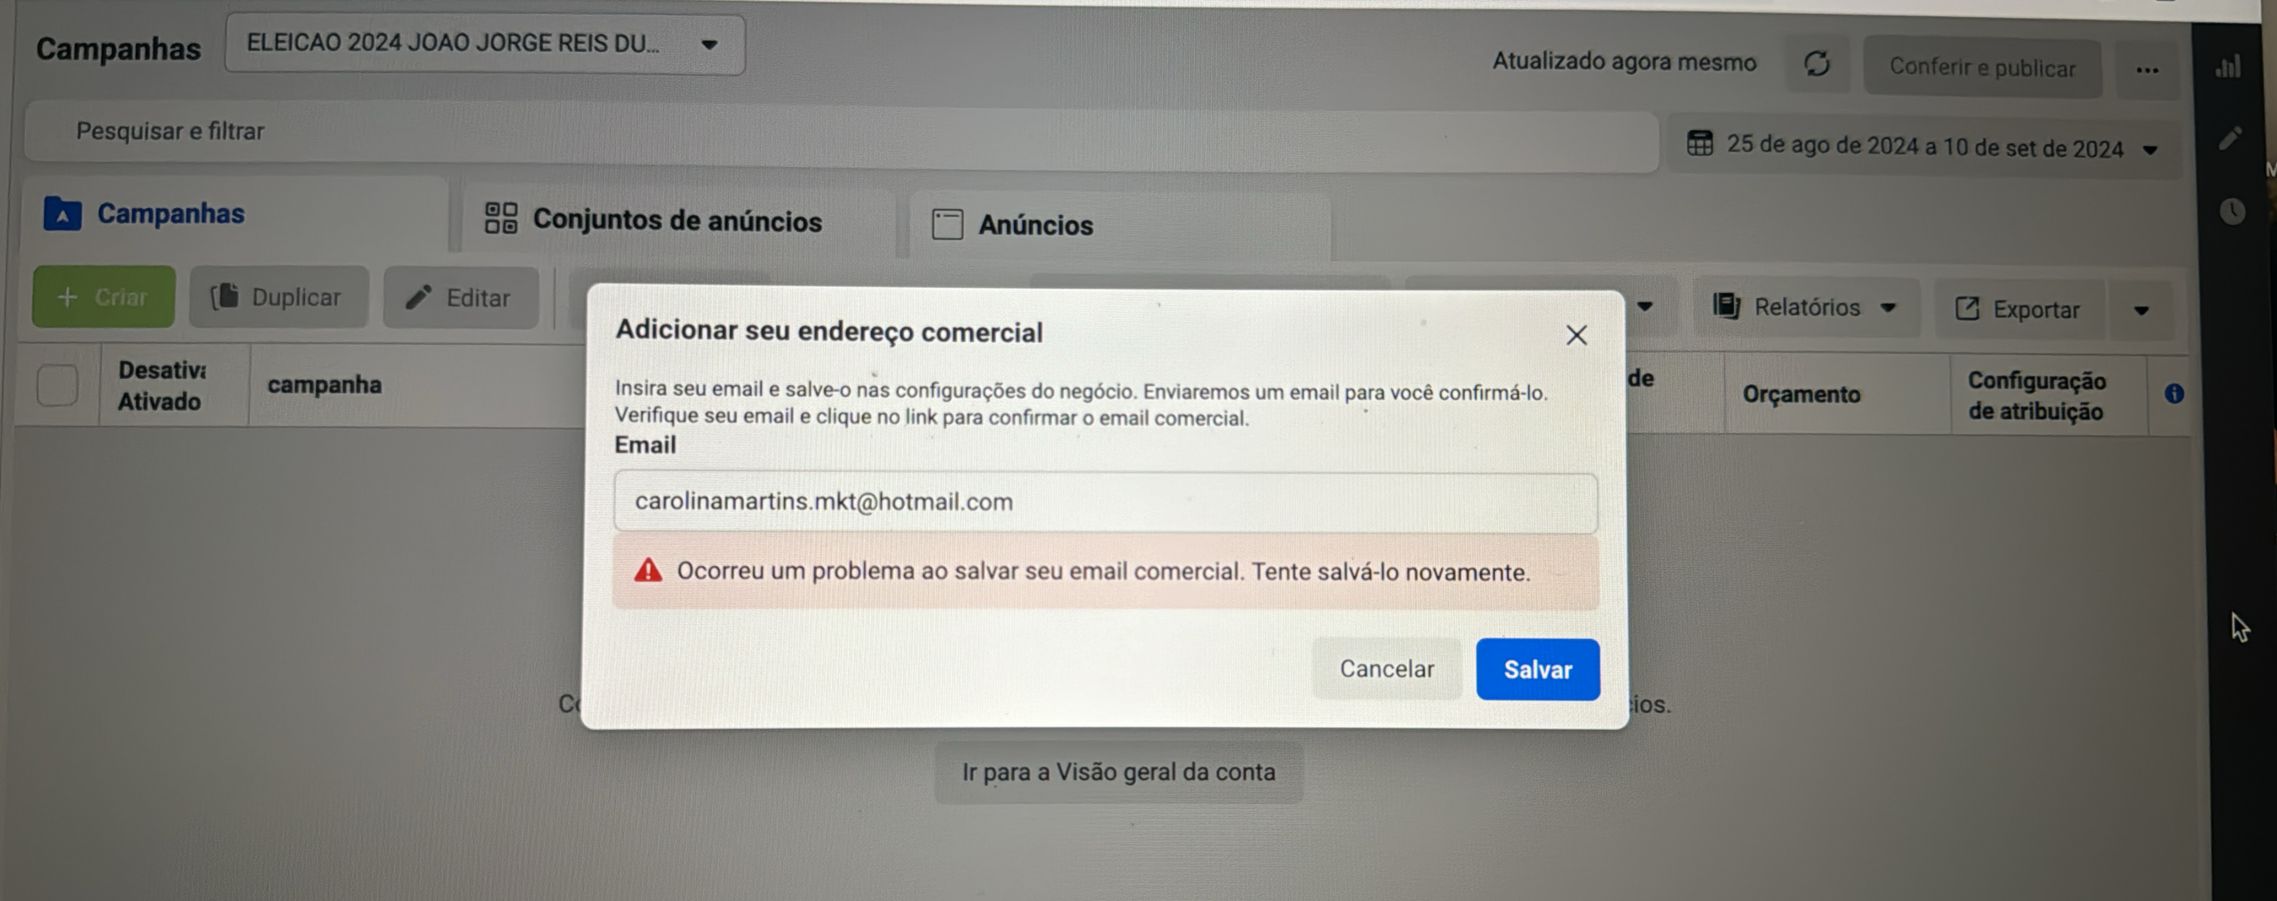 Campanhas
ELEICAO 2024 JOAO JORGE REIS DU...
Atualizado agora mesmo
Conferir e publicar
...
Pesquisar e filtrar
25 de ago de 2024 a 10 de set de 2024
Campanhas
Conjuntos de anúncios
Anúncios
+ Criar
Duplicar
Editar
Relatórios
Exportar
Desativa
Ativado
campanha
de
Orçamento
Configuração
de atribuição
Adicionar seu endereço comercial
Insira seu email e salve-o nas configurações do negócio. Enviaremos um email para você confirmá-lo.
Verifique seu email e clique no link para confirmar o email comercial.
Email
carolinamartins.mkt@hotmail.com
Ocorreu um problema ao salvar seu email comercial. Tente salvá-lo novamente.
Cancelar
Salvar
Ir para a Visão geral da conta